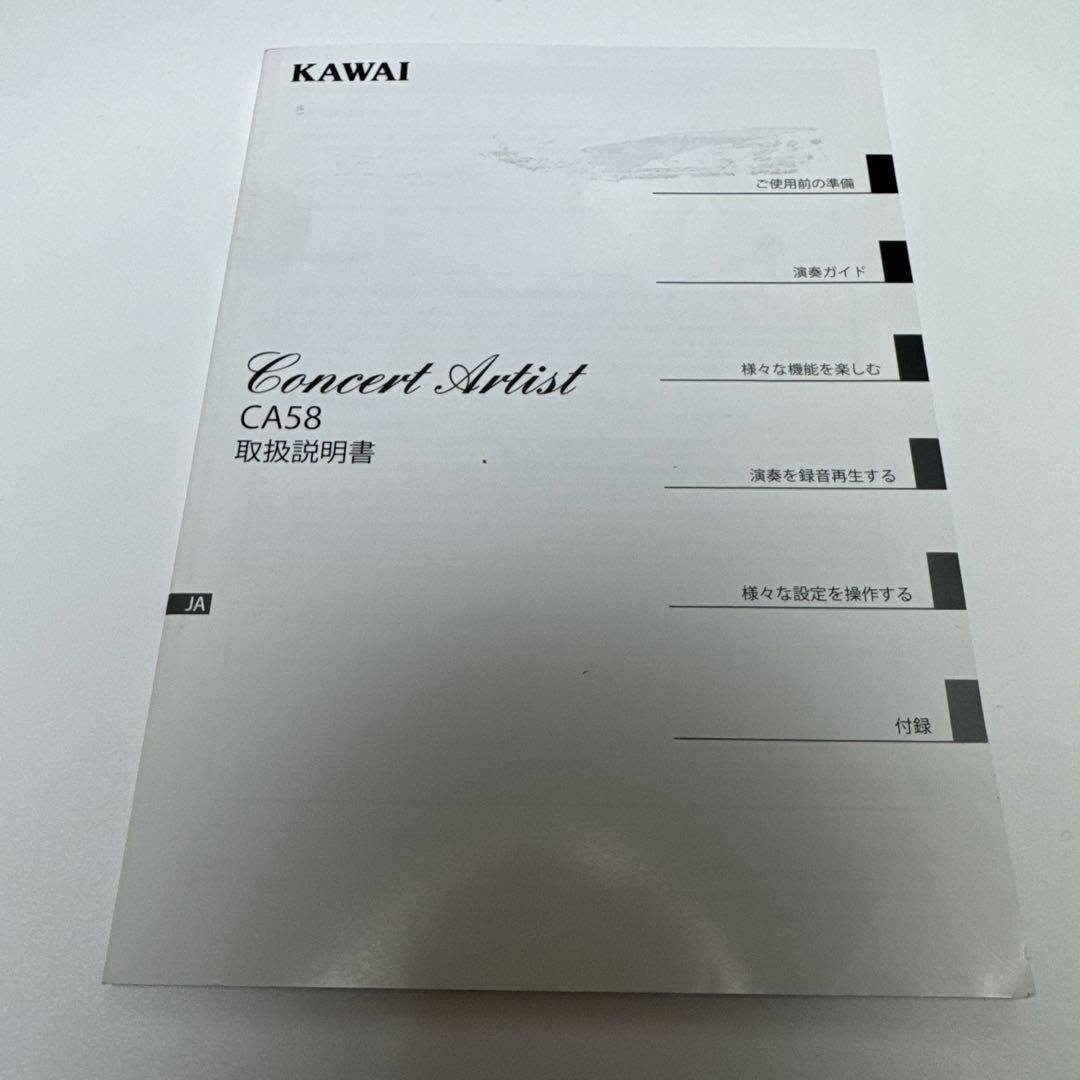 KAWAI
ご使用前の準備
演奏ガイド
様々な機能を楽しむ
Concert Artist
CA58
取扱説明書
演奏を録音再生する
様々な設定を操作する
JA
付録